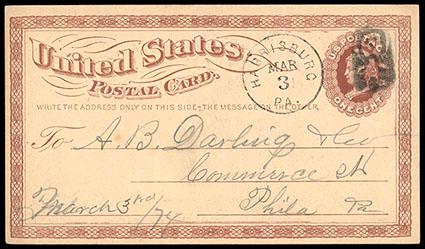 United States
POSTAL CARD.
HARRISBURG
MAR
3
PA.
U.S. POSTAGE
ONE CENT
WRITE THE ADDRESS ONLY ON THIS SIDE - THE MESSAGE ON THE OTHER
To A. B. Darling & Co
Commerce St
Phila Pa
March 3rd/74